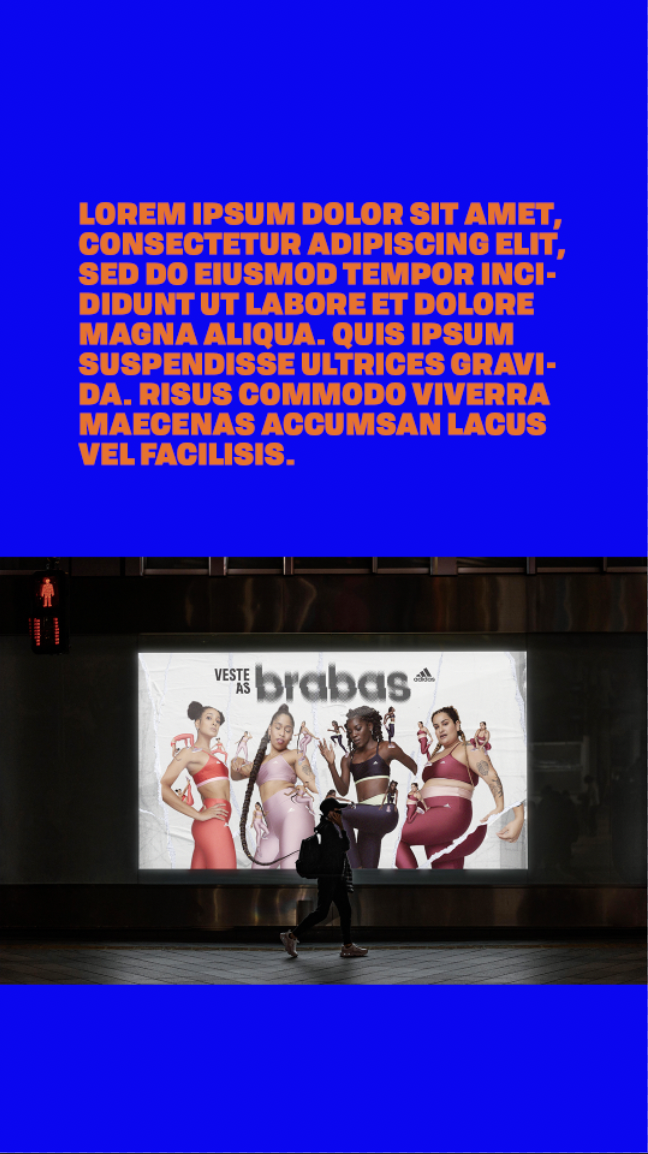 LOREM IPSUM DOLOR SIT AMET,
CONSECTETUR ADIPISCING ELIT,
SED DO EIUSMOD TEMPOR INCI-
DIDUNT UT LABORE ET DOLORE
MAGNA ALIQUA. QUIS IPSUM
SUSPENDISSE ULTRICES GRAVI-
DA. RISUS COMMODO VIVERRA
MAECENAS ACCUMSAN LACUS
VEL FACILISIS.
VESTE
AS
brabas
adidas